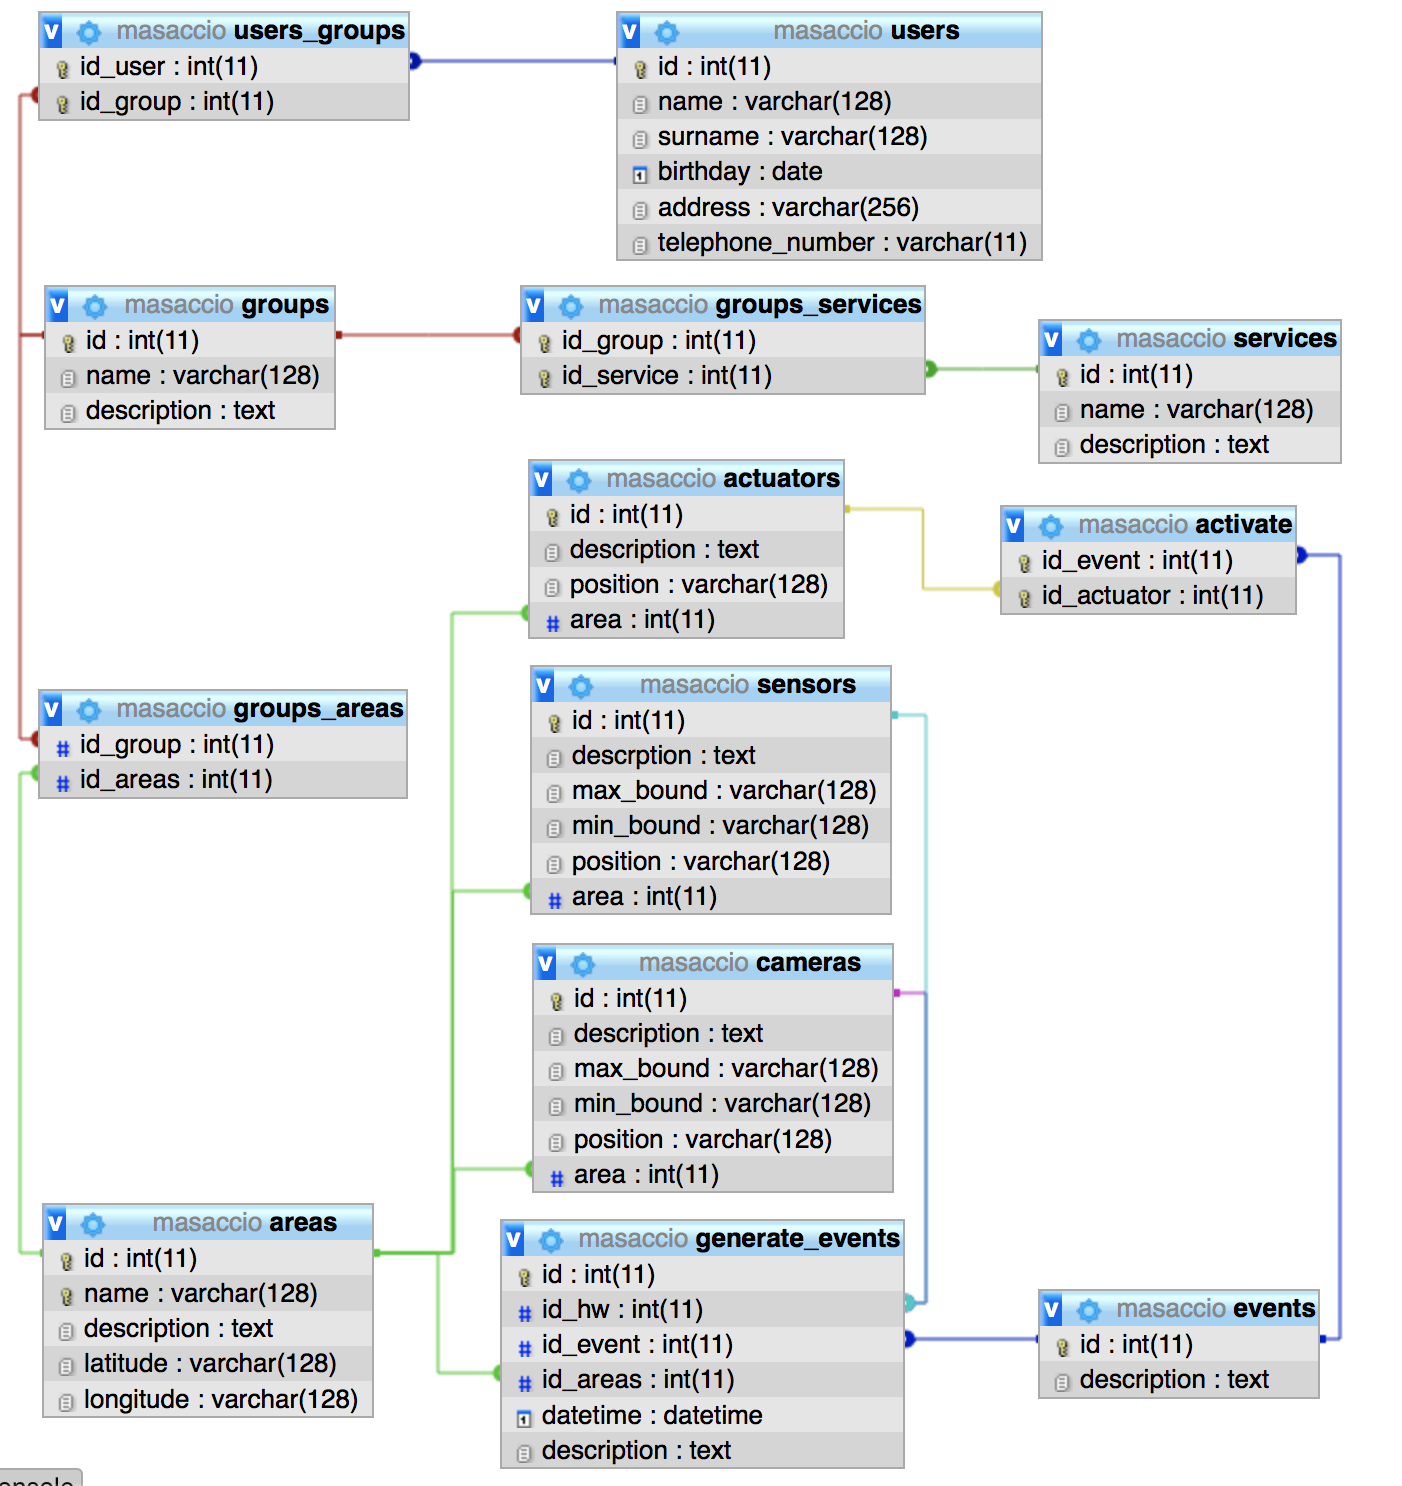 masaccio users_groups
id_user : int(11)
id_group : int(11)
masaccio users
id : int(11)
name : varchar(128)
surname : varchar(128)
birthday : date
address : varchar(256)
telephone_number : varchar(11)
masaccio groups
id : int(11)
name : varchar(128)
description : text
masaccio groups_services
id_group : int(11)
id_service : int(11)
masaccio services
id : int(11)
name : varchar(128)
description : text
masaccio actuators
id : int(11)
description : text
position : varchar(128)
area : int(11)
masaccio activate
id_event : int(11)
id_actuator : int(11)
masaccio sensors
id : int(11)
descrption : text
max_bound : varchar(128)
min_bound : varchar(128)
position : varchar(128)
area : int(11)
masaccio groups_areas
id_group : int(11)
id_areas : int(11)
masaccio cameras
id : int(11)
description : text
max_bound : varchar(128)
min_bound : varchar(128)
position : varchar(128)
area : int(11)
masaccio areas
id : int(11)
name : varchar(128)
description : text
latitude : varchar(128)
longitude : varchar(128)
masaccio generate_events
id : int(11)
id_hw : int(11)
id_event : int(11)
id_areas : int(11)
datetime : datetime
description : text
masaccio events
id : int(11)
description : text